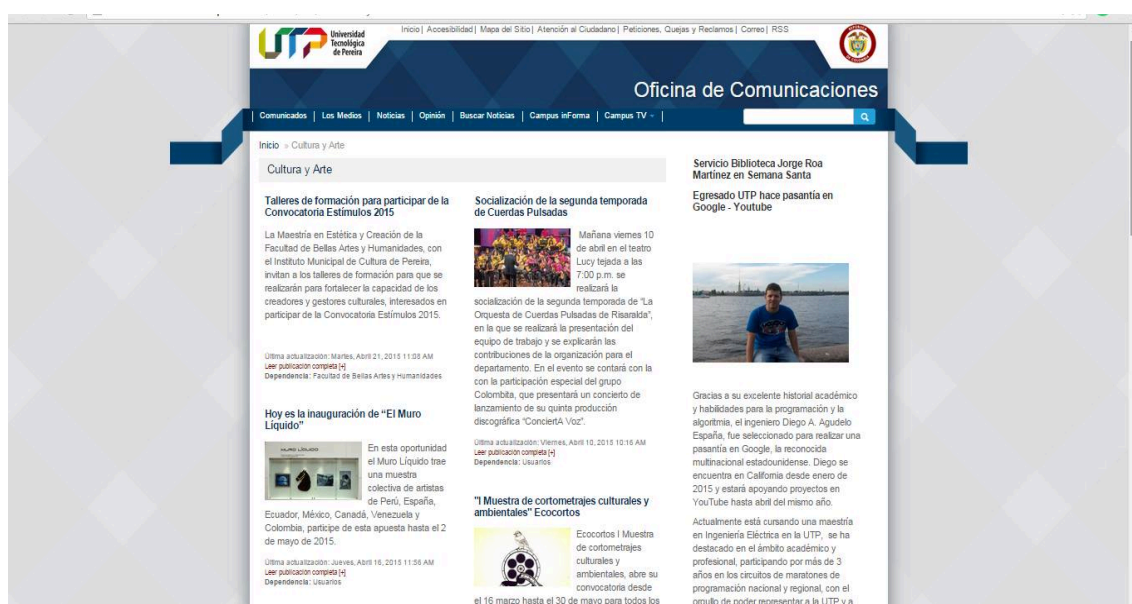 UTP
Universidad
Tecnológica
de Pereira
Inicio| Accesibilidad| Mapa del Sitio| Atención al Ciudadano| Peticiones, Quejas y Reclamos | Correo| RSS
Oficina de Comunicaciones
| Comunicados | Los Medios | Noticias | Opinión | Buscar Noticias | Campus inForma | Campus TV |
Inicio » Cultura y Arte
Cultura y Arte
Talleres de formación para participar de la
Convocatoria Estímulos 2015
La Maestría en Estética y Creación de la
Facultad de Bellas Artes y Humanidades, con
el Instituto Municipal de Cultura de Pereira,
invitan a los talleres de formación para que se
realizarán para fortalecer la capacidad de los
creadores y gestores culturales, interesados en
participar de la Convocatoria Estímulos 2015.
Última actualización: Martes, Abril 21, 2015 11:08 AM
Leer publicación completa [+]
Dependencia: Facultad de Bellas Artes y Humanidades
Hoy es la inauguración de “El Muro
Líquido”
MURO LÍQUIDO
En esta oportunidad
el Muro Líquido trae
una muestra
colectiva de artistas
de Perú, España,
Ecuador, México, Canadá, Venezuela y
Colombia, participe de esta apuesta hasta el 2
de mayo de 2015.
Última actualización: Jueves, Abril 16, 2015 11:56 AM
Leer publicación completa [+]
Dependencia: Usuarios
Socialización de la segunda temporada
de Cuerdas Pulsadas
Mañana viernes 10
de abril en el teatro
Lucy tejada a las
7:00 p.m. se
realizará la
socialización de la segunda temporada de “La
Orquesta de Cuerdas Pulsadas de Risaralda”,
en la que se realizará la presentación del
equipo de trabajo y se explicarán las
contribuciones de la organización para el
departamento. En el evento se contará con la
con la participación especial del grupo
Colombita, que presentará un concierto de
lanzamiento de su quinta producción
discográfica “ConciertA Voz”.
Última actualización: Viernes, Abril 10, 2015 10:16 AM
Leer publicación completa [+]
Dependencia: Usuarios
"I Muestra de cortometrajes culturales y
ambientales" Ecocortos
Ecocortos I Muestra
de cortometrajes
culturales y
ambientales, abre su
convocatoria desde
el 16 marzo hasta el 30 de mayo para todos los
Servicio Biblioteca Jorge Roa
Martínez en Semana Santa
Egresado UTP hace pasantía en
Google - Youtube
Gracias a su excelente historial académico
y habilidades para la programación y la
algoritmia, el ingeniero Diego A. Agudelo
España, fue seleccionado para realizar una
pasantía en Google, la reconocida
multinacional estadounidense. Diego se
encuentra en California desde enero de
2015 y estará apoyando proyectos en
YouTube hasta abril del mismo año.
Actualmente está cursando una maestría
en Ingeniería Eléctrica en la UTP, se ha
destacado en el ámbito académico y
profesional, participando por más de 3
años en los circuitos de maratones de
programación nacional y regional, con el
orgullo de poder representar a la UTP y a